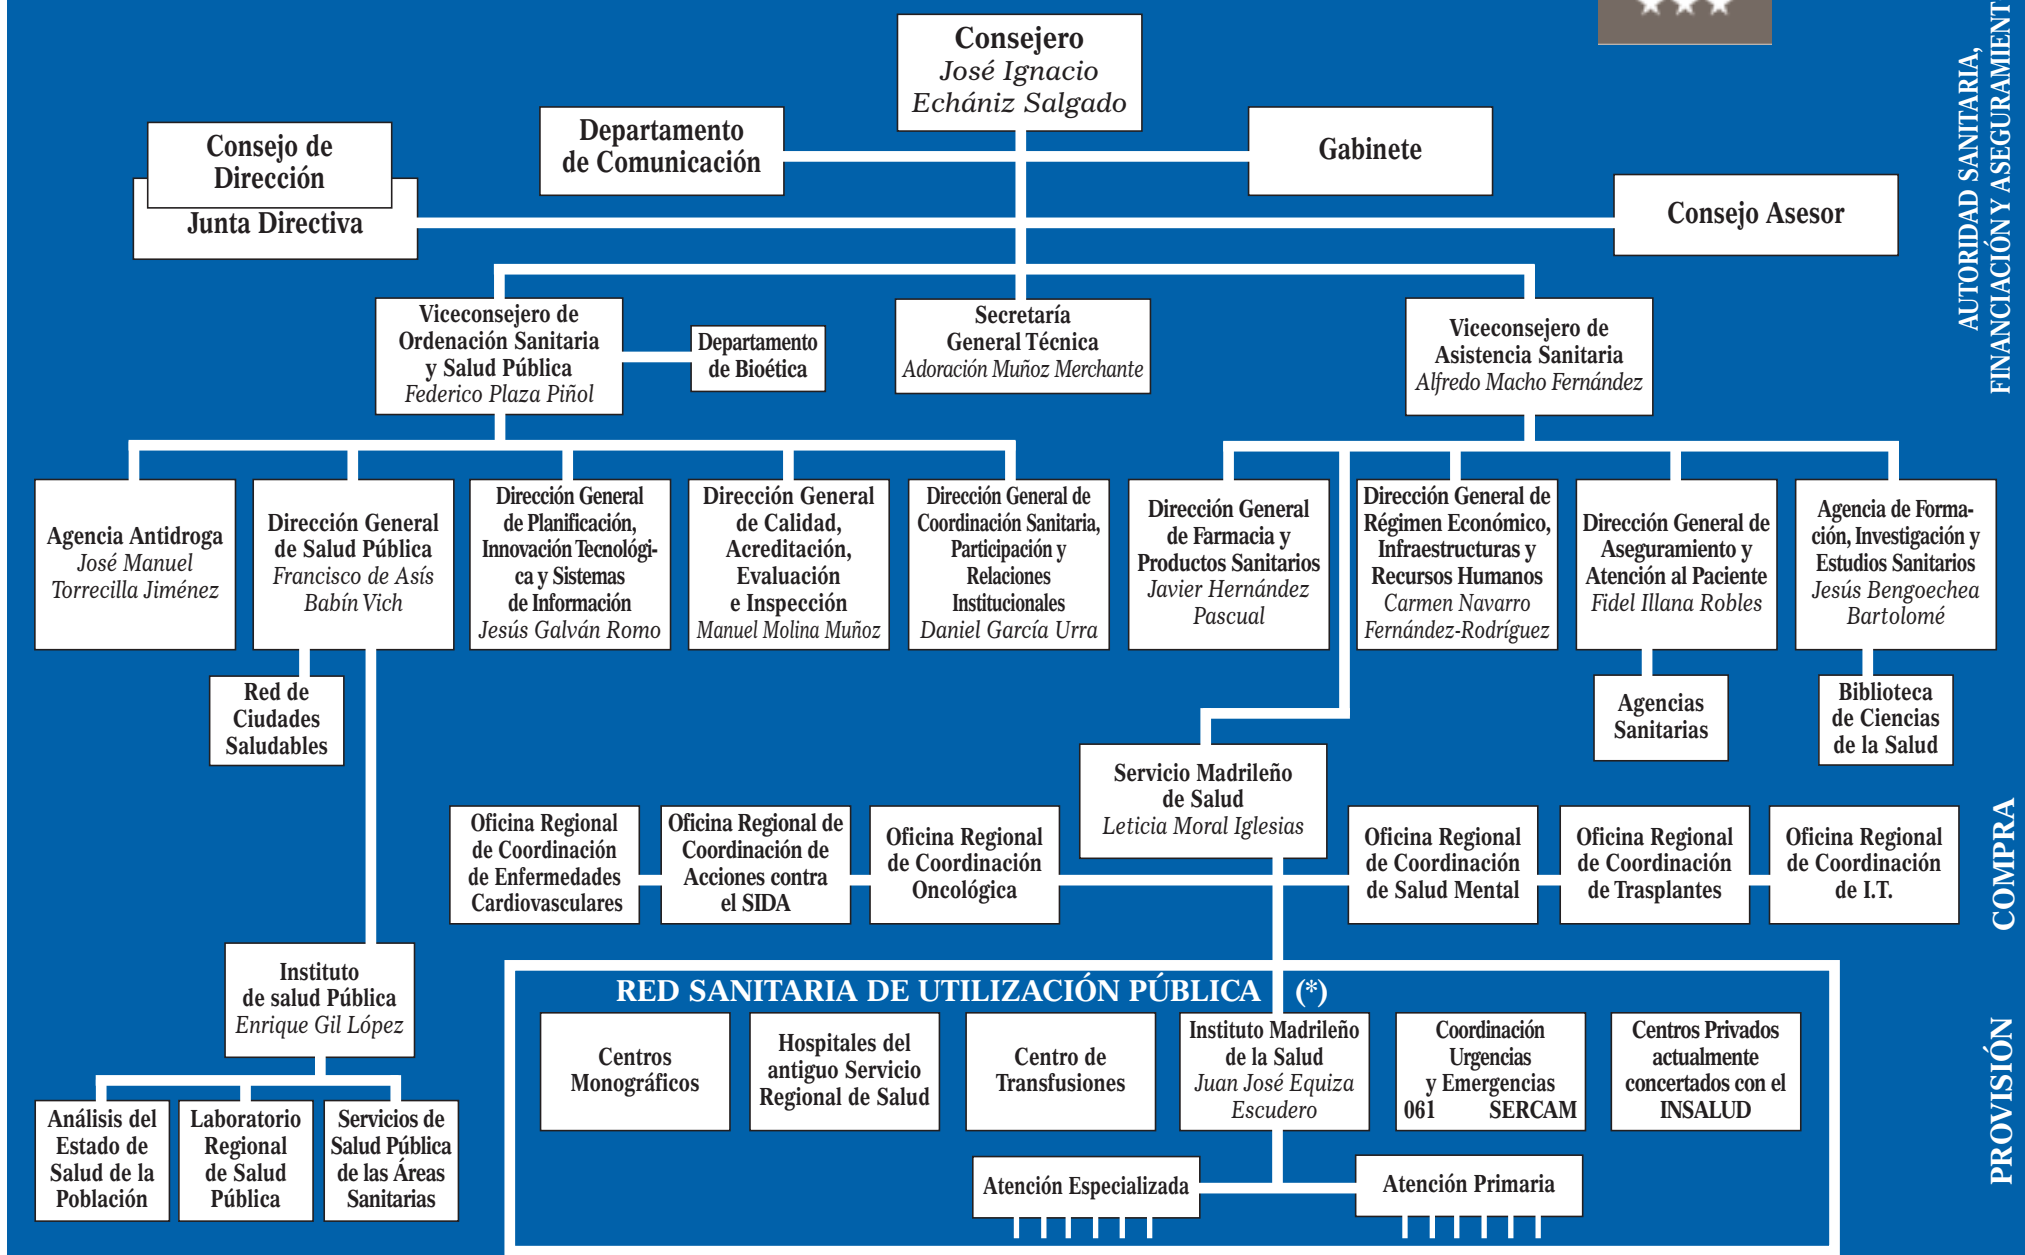 Consejero
José Ignacio
Echániz Salgado
Departamento
de Comunicación
Gabinete
Consejo de
Dirección
Junta Directiva
Consejo Asesor
AUTORIDAD SANITARIA,
FINANCIACIÓN Y ASEGURAMIENT
Viceconsejero de
Ordenación Sanitaria
y Salud Pública
Federico Plaza Piñol
Departamento
de Bioética
Secretaría
General Técnica
Adoración Muñoz Merchante
Viceconsejero de
Asistencia Sanitaria
Alfredo Macho Fernández
Agencia Antidroga
José Manuel
Torrecilla Jiménez
Dirección General
de Salud Pública
Francisco de Asís
Babín Vich
Dirección General
de Planificación,
Innovación Tecnológi-
ca y Sistemas
de Información
Jesús Galván Romo
Dirección General
de Calidad,
Acreditación,
Evaluación
e Inspección
Manuel Molina Muñoz
Dirección General de
Coordinación Sanitaria,
Participación y
Relaciones
Institucionales
Daniel García Urra
Dirección General
de Farmacia y
Productos Sanitarios
Javier Hernández
Pascual
Dirección General de
Régimen Económico,
Infraestructuras y
Recursos Humanos
Carmen Navarro
Fernández-Rodríguez
Dirección General de
Aseguramiento y
Atención al Paciente
Fidel Illana Robles
Agencia de Forma-
ción, Investigación y
Estudios Sanitarios
Jesús Bengoechea
Bartolomé
Red de
Ciudades
Saludables
Agencias
Sanitarias
Biblioteca
de Ciencias
de la Salud
Servicio Madrileño
de Salud
Leticia Moral Iglesias
Oficina Regional
de Coordinación
de Enfermedades
Cardiovasculares
Oficina Regional de
Coordinación de
Acciones contra
el SIDA
Oficina Regional
de Coordinación
Oncológica
Oficina Regional
de Coordinación
de Salud Mental
Oficina Regional
de Coordinación
de Trasplantes
Oficina Regional
de Coordinación
de I.T.
COMPRA
Instituto
de salud Pública
Enrique Gil López
RED SANITARIA DE UTILIZACIÓN PÚBLICA (*)
Centros
Monográficos
Hospitales del
antiguo Servicio
Regional de Salud
Centro de
Transfusiones
Instituto Madrileño
de la Salud
Juan José Equiza
Escudero
Coordinación
Urgencias
y Emergencias
061 SERCAM
Centros Privados
actualmente
concertados con el
INSALUD
PROVISIÓN
Análisis del
Estado de
Salud de la
Población
Laboratorio
Regional
de Salud
Pública
Servicios de
Salud Pública
de las Áreas
Sanitarias
Atención Especializada
Atención Primaria